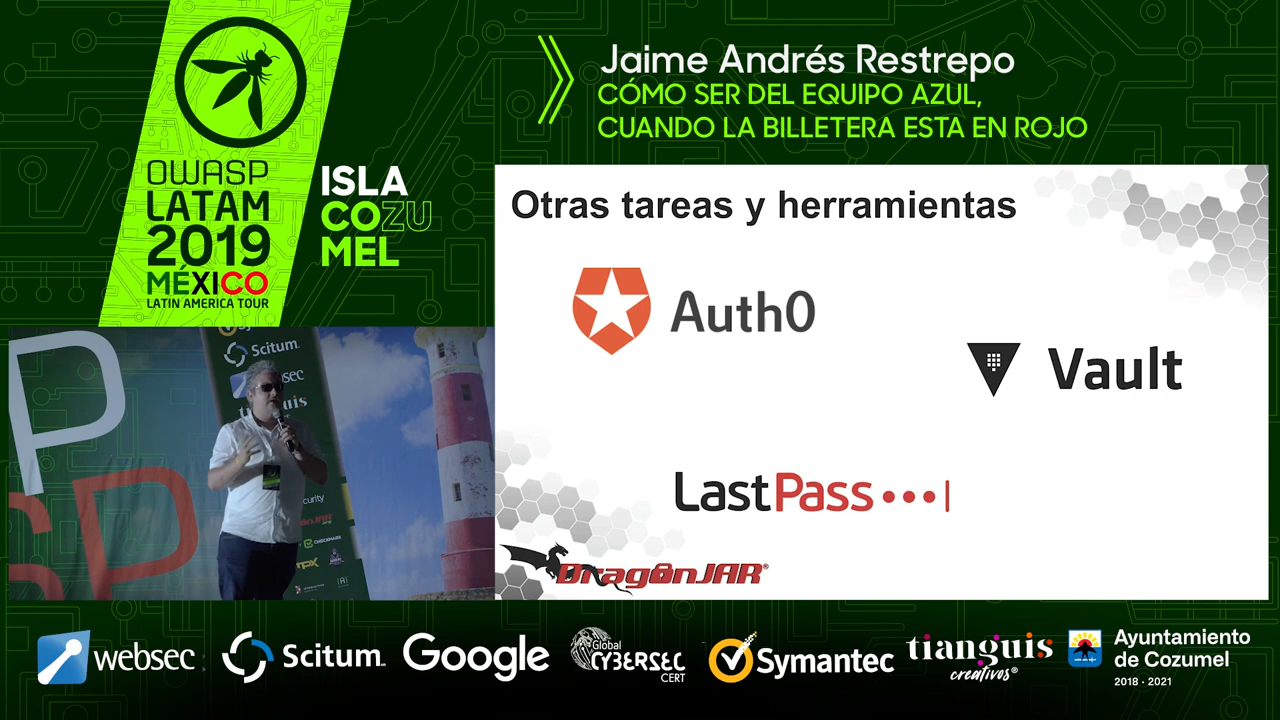 OWASP
LATAM
2019
MÉXICO
LATIN AMERICA TOUR
ISLA
COZU
MEL
Jaime Andrés Restrepo
CÓMO SER DEL EQUIPO AZUL,
CUANDO LA BILLETERA ESTA EN ROJO
Otras tareas y herramientas
Auth0
Vault
LastPass
DragonJAR®
Scitum
P
SP
CHECKMARX
websec
Scitum
Google
Global
CYBERSEC
CERT
Symantec
tianguis
creativos®
Ayuntamiento
de Cozumel
2018 · 2021